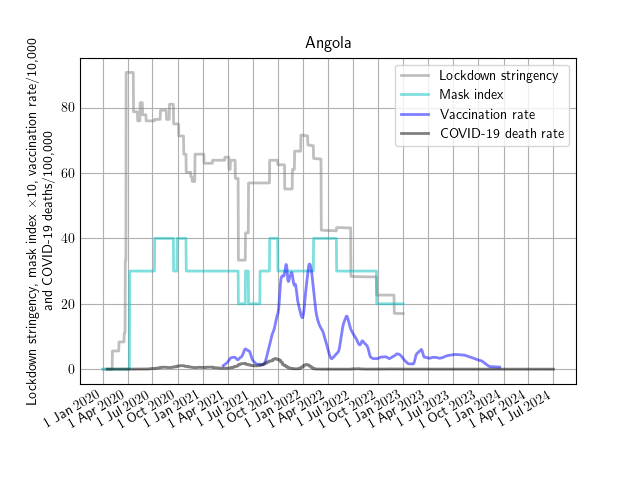 Angola
Lockdown stringency, mask index ×10, vaccination rate/10,000
and COVID-19 deaths/100,000
80
60
40
20
0
Lockdown stringency
Mask index
Vaccination rate
COVID-19 death rate
1 Jan 2020
1 Apr 2020
1 Jul 2020
1 Oct 2020
1 Jan 2021
1 Apr 2021
1 Jul 2021
1 Oct 2021
1 Jan 2022
1 Apr 2022
1 Jul 2022
1 Oct 2022
1 Jan 2023
1 Apr 2023
1 Jul 2023
1 Oct 2023
1 Jan 2024
1 Apr 2024
1 Jul 2024